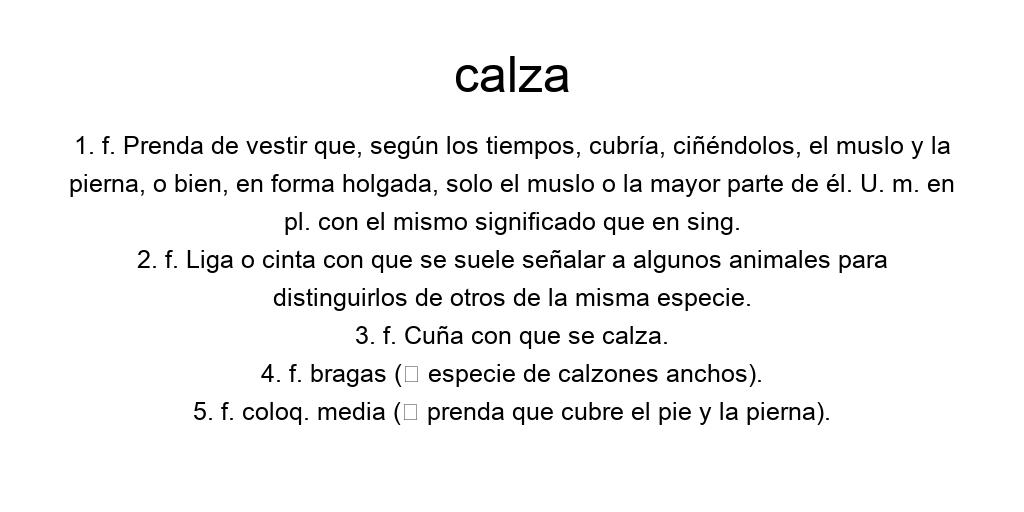 calza
1. f. Prenda de vestir que, según los tiempos, cubría, ciñéndolos, el muslo y la
pierna, o bien, en forma holgada, solo el muslo o la mayor parte de él. U. m. en
pl. con el mismo significado que en sing.
2. f. Liga o cinta con que se suele señalar a algunos animales para
distinguirlos de otros de la misma especie.
3. f. Cuña con que se calza.
4. f. bragas (□ especie de calzones anchos).
5. f. coloq. media (□ prenda que cubre el pie y la pierna).